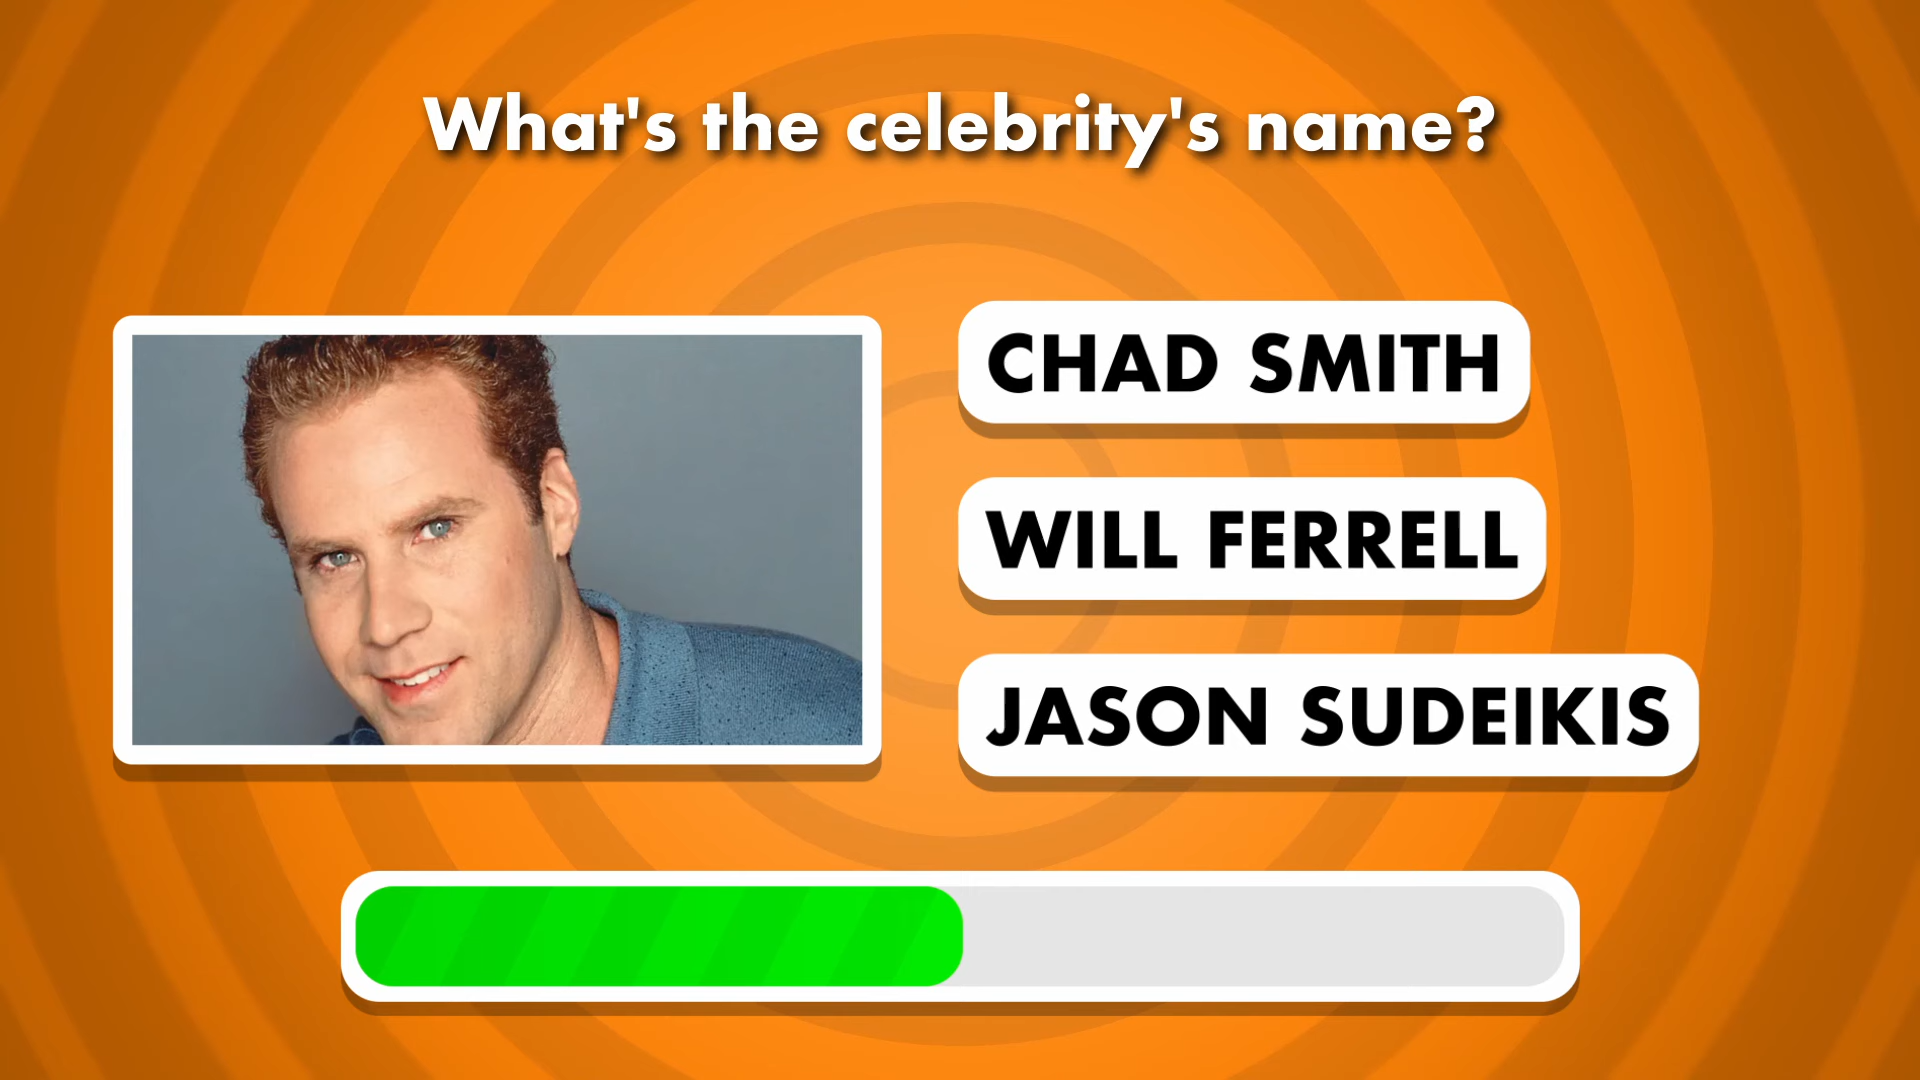 What's the celebrity's name?
CHAD SMITH
WILL FERRELL
JASON SUDEIKIS